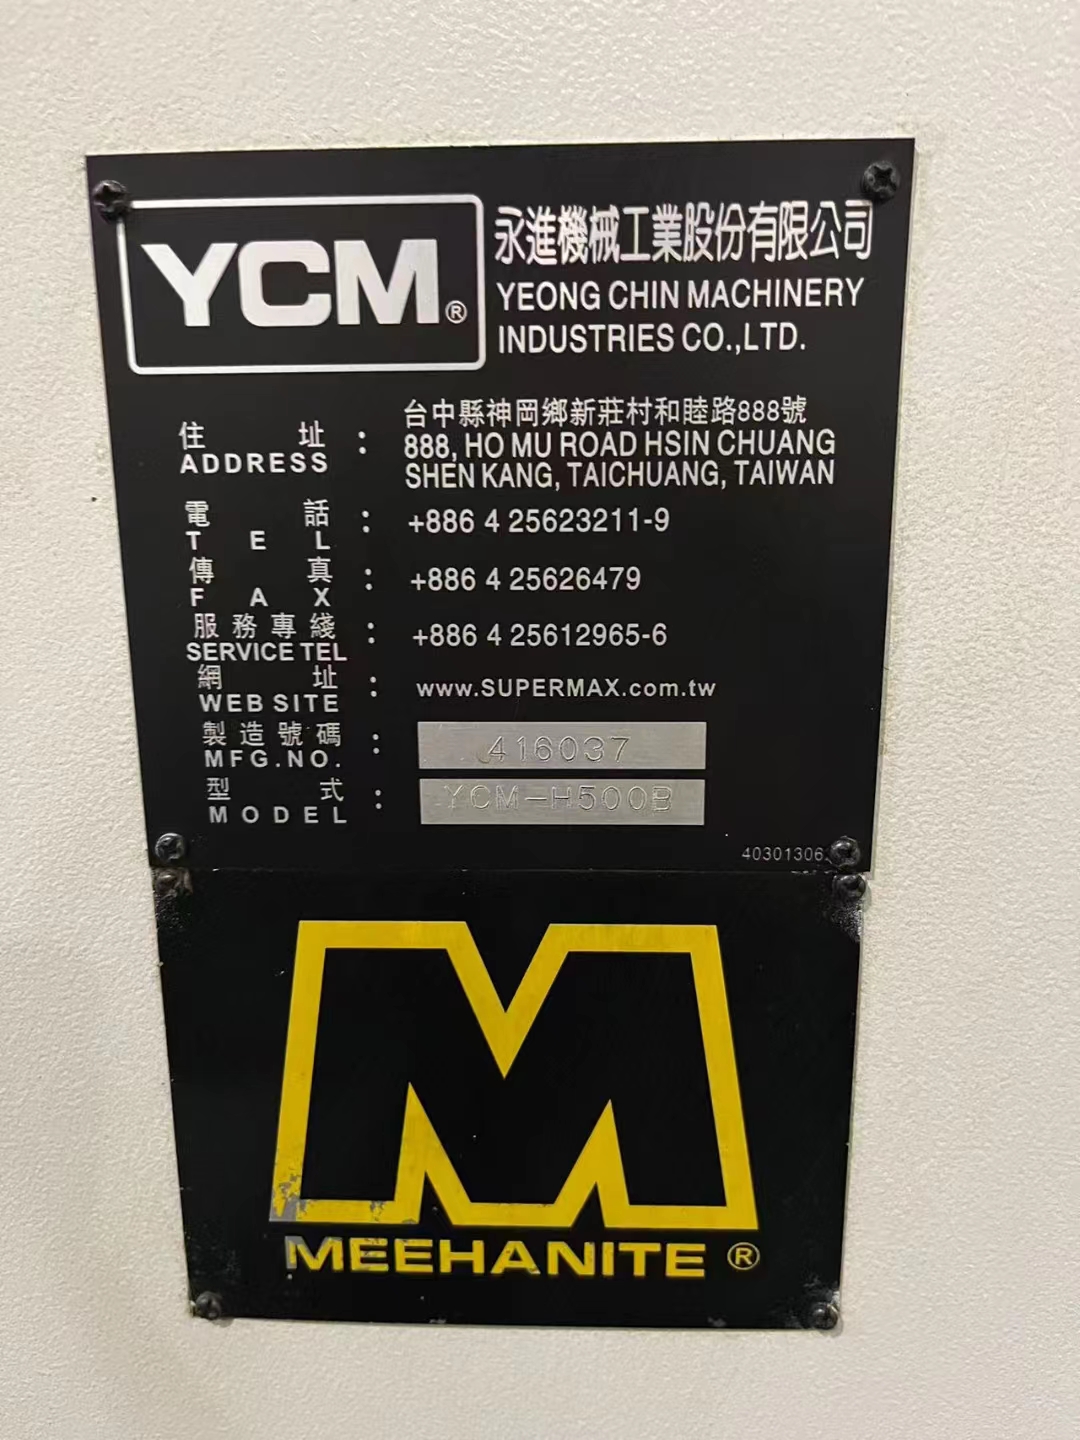 YCM®
永進機械工業股份有限公司
YEONG CHIN MACHINERY
INDUSTRIES CO.,LTD.
住址 : 台中縣神岡鄉新莊村和睦路888號
ADDRESS 888, HO MU ROAD HSIN CHUANG
SHEN KANG, TAICHUANG, TAIWAN
電話 : +886 4 25623211-9
TEL
傳真 : +886 4 25626479
FAX
服務專綫 : +886 4 25612965-6
SERVICE TEL
網址 : www.SUPERMAX.com.tw
WEB SITE
製造號碼 : 416037
MFG.NO.
型式 : YCM-H500B
MODEL
40301306
MEEHANITE ®